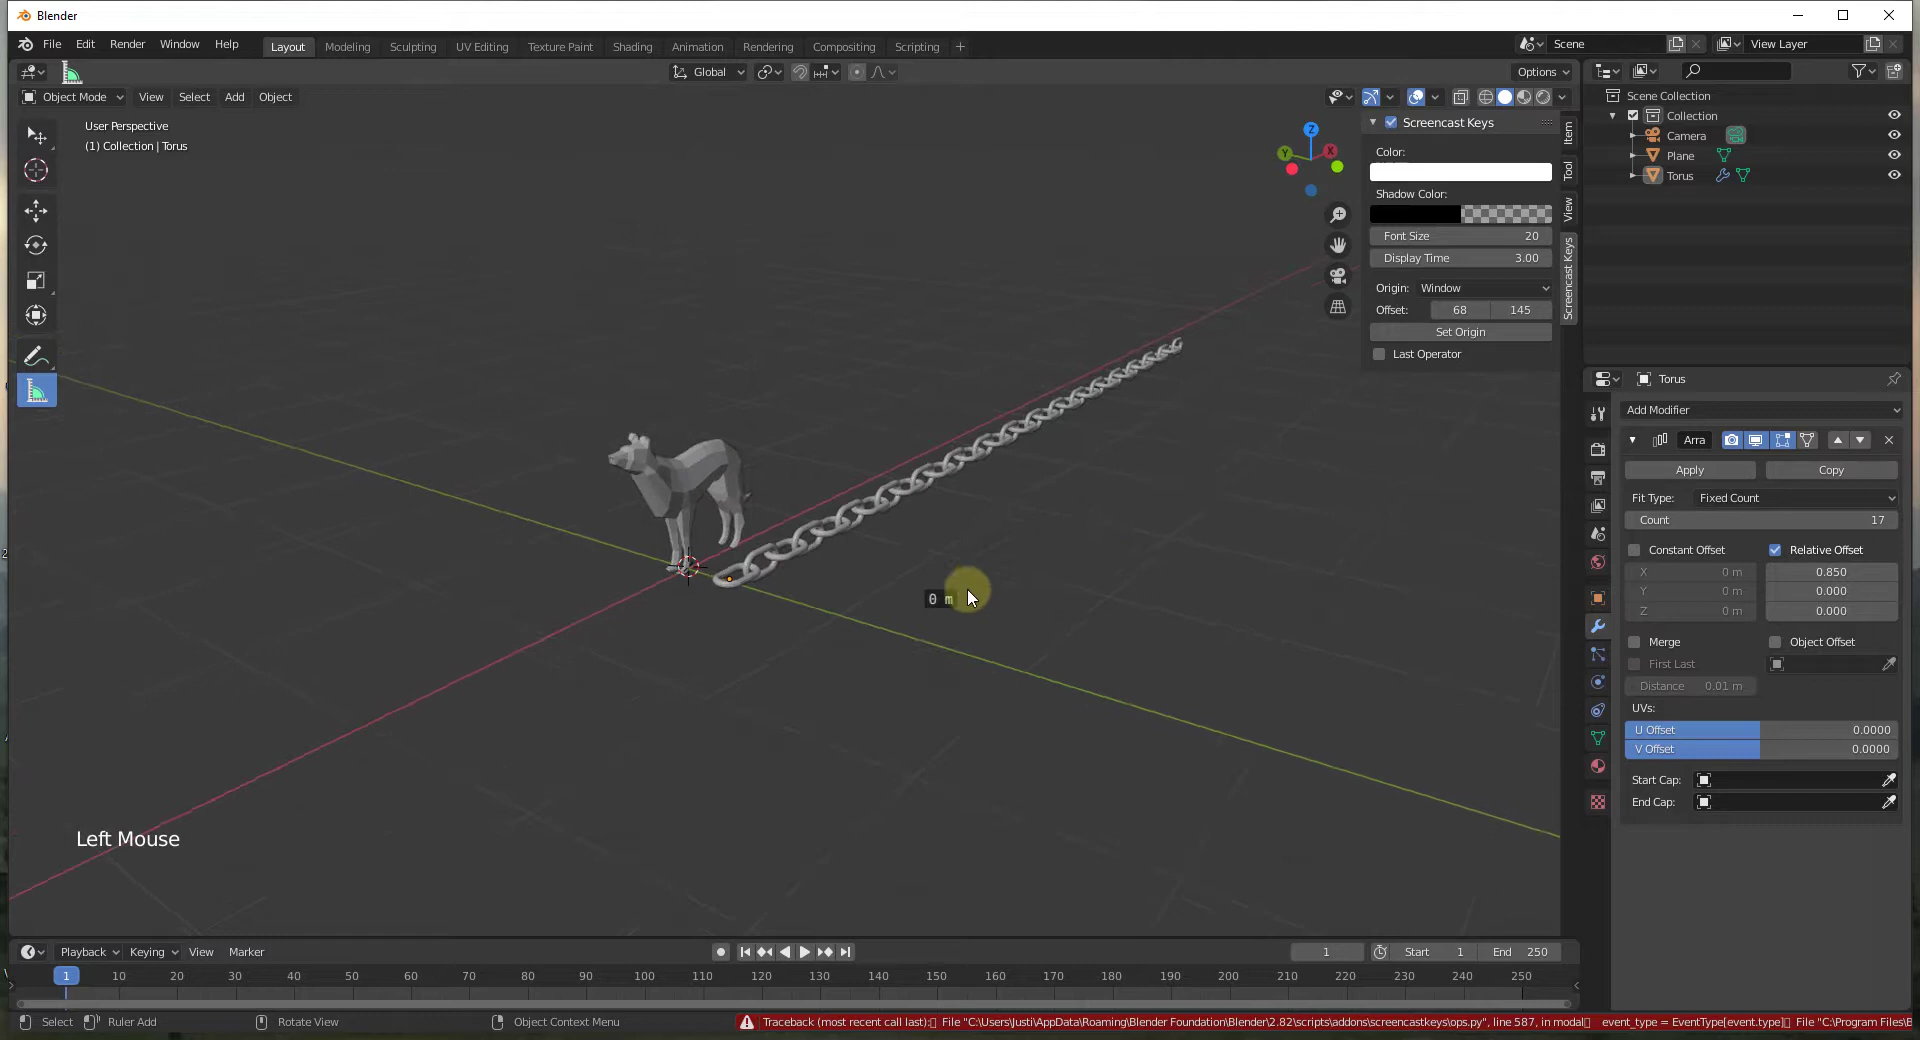 Blender
File Edit Render Window Help
Layout Modeling Sculpting UV Editing Texture Paint Shading Animation Rendering Compositing Scripting +
Scene View Layer
Global
Options
Object Mode View Select Add Object
User Perspective
(1) Collection | Torus
Z
Y
X
Screencast Keys
Color:
Shadow Color:
Font Size 20
Display Time 3.00
Origin: Window
Offset: 68 145
Set Origin
Last Operator
Item
Tool
View
Screencast Keys
Scene Collection
Collection
Camera
Plane
Torus
Torus
Add Modifier
Arra
Apply Copy
Fit Type: Fixed Count
Count 17
Constant Offset Relative Offset
X 0 m 0.850
Y 0 m 0.000
Z 0 m 0.000
Merge Object Offset
First Last
Distance 0.01 m
UVs:
U Offset 0.0000
V Offset 0.0000
Start Cap:
End Cap:
0 m
Left Mouse
Playback Keying View Marker
1 Start 1 End 250
1 10 20 30 40 50 60 70 80 90 100 110 120 130 140 150 160 170 180 190 200 210 220 230 240 250
Select Ruler Add Rotate View Object Context Menu
Traceback (most recent call last):▯ File "C:\Users\Justi\AppData\Roaming\Blender Foundation\Blender\2.82\scripts\addons\screencastkeys\ops.py", line 587, in modal▯ event_type = EventType[event.type]▯ File "C:\Program Files\B